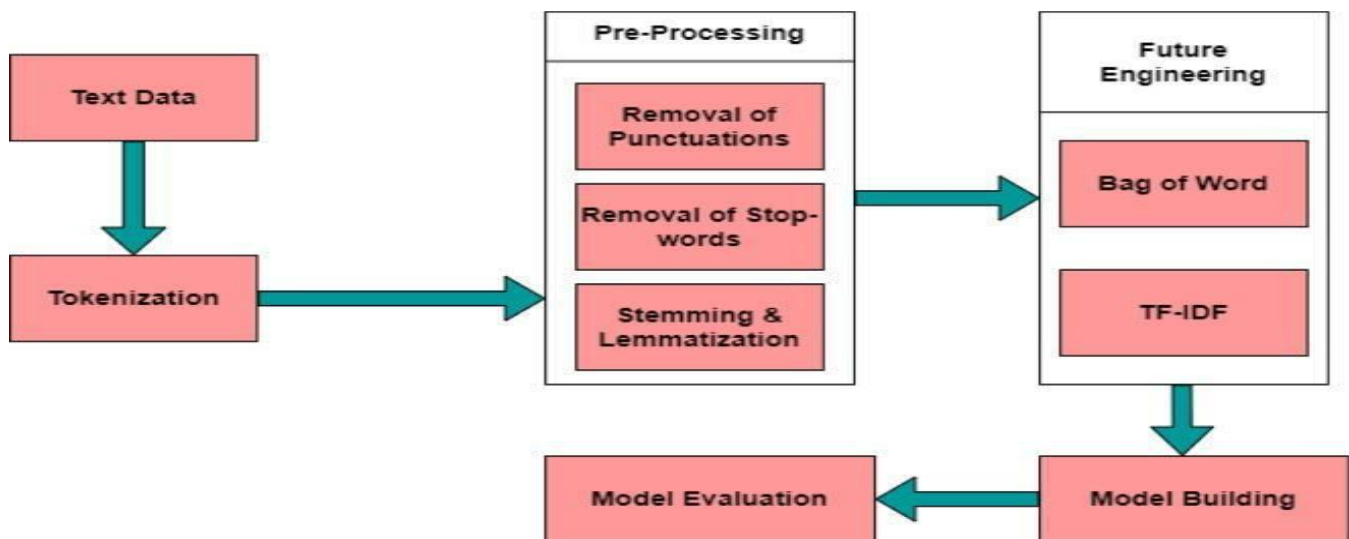 Text Data
Tokenization
Pre-Processing
Removal of
Punctuations
Removal of Stop-
words
Stemming &
Lemmatization
Future
Engineering
Bag of Word
TF-IDF
Model Building
Model Evaluation